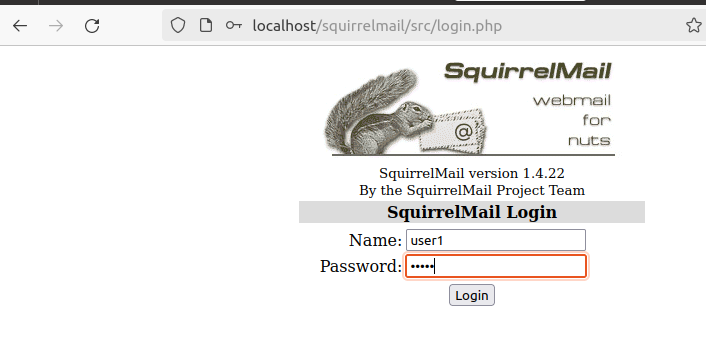 localhost/squirrelmail/src/login.php
SquirrelMail
webmail
for
nuts
@
SquirrelMail version 1.4.22
By the SquirrelMail Project Team
SquirrelMail Login
Name: user1
Password: •••••
Login